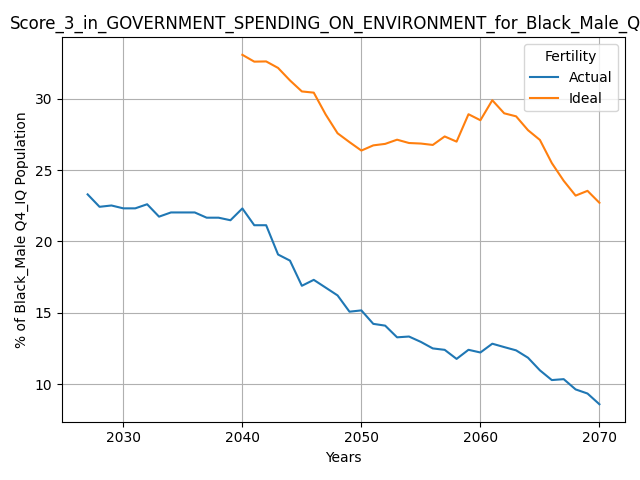 Score_3_in_GOVERNMENT_SPENDING_ON_ENVIRONMENT_for_Black_Male_Q
Fertility
Actual
Ideal
% of Black_Male Q4_IQ Population
30
25
20
15
10
2030 2040 2050 2060 2070
Years